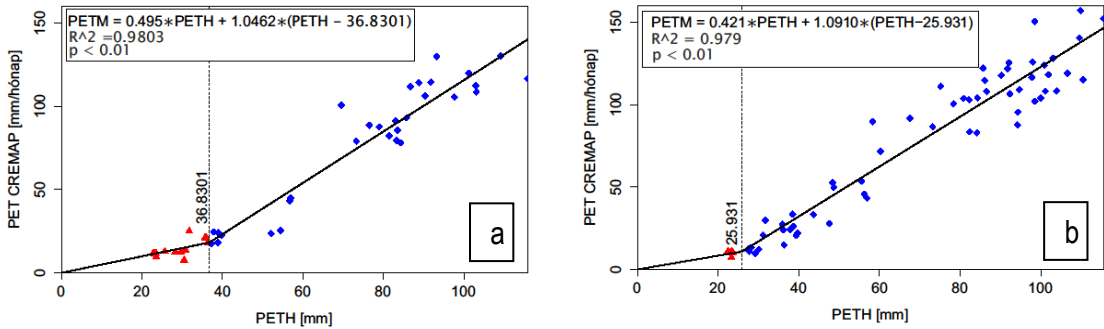 PETM = 0.495*PETH + 1.0462*(PETH – 36.8301)
R^2 =0.9803
p < 0.01
PET CREMAP [mm/hónap]
150
100
50
0
36.8301
a
0 20 40 60 80 100
PETH [mm]
PETM = 0.421*PETH + 1.0910*(PETH–25.931)
R^2 = 0.979
p < 0.01
PET CREMAP [mm/hónap]
150
100
50
0
25.931
b
0 20 40 60 80 100
PETH [mm]